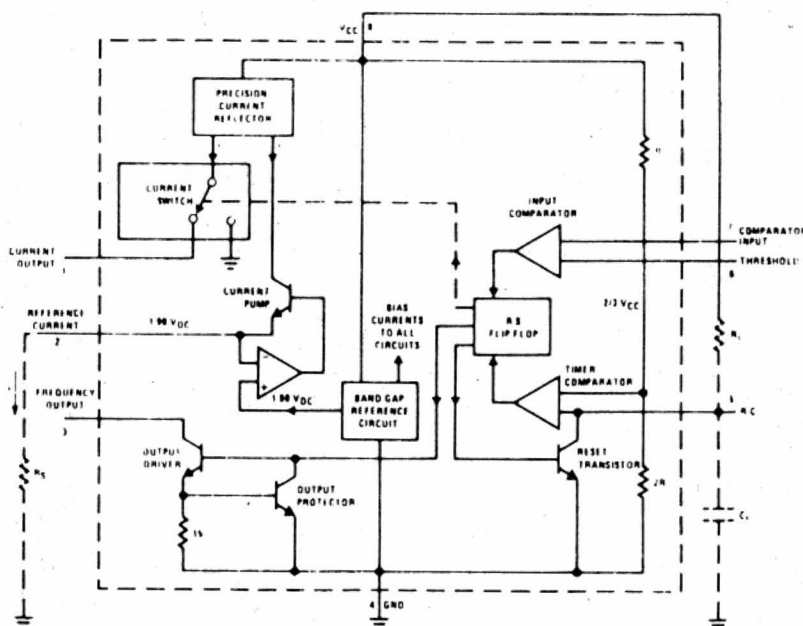 VCC 8
PRECISION
CURRENT
REFLECTOR
CURRENT
SWITCH
INPUT
COMPARATOR
7 COMPARATOR
INPUT
THRESHOLD
6
CURRENT
OUTPUT
1
CURRENT
PUMP
REFERENCE
CURRENT
2
1.90 VDC
BIAS
CURRENTS
TO ALL
CIRCUITS
R
2/3 VCC
R S
FLIP FLOP
TIMER
COMPARATOR
5
R C
FREQUENCY
OUTPUT
3
1.90 VDC
BAND GAP
REFERENCE
CIRCUIT
OUTPUT
DRIVER
RESET
TRANSISTOR
RS
OUTPUT
PROTECTOR
2R
4 GND